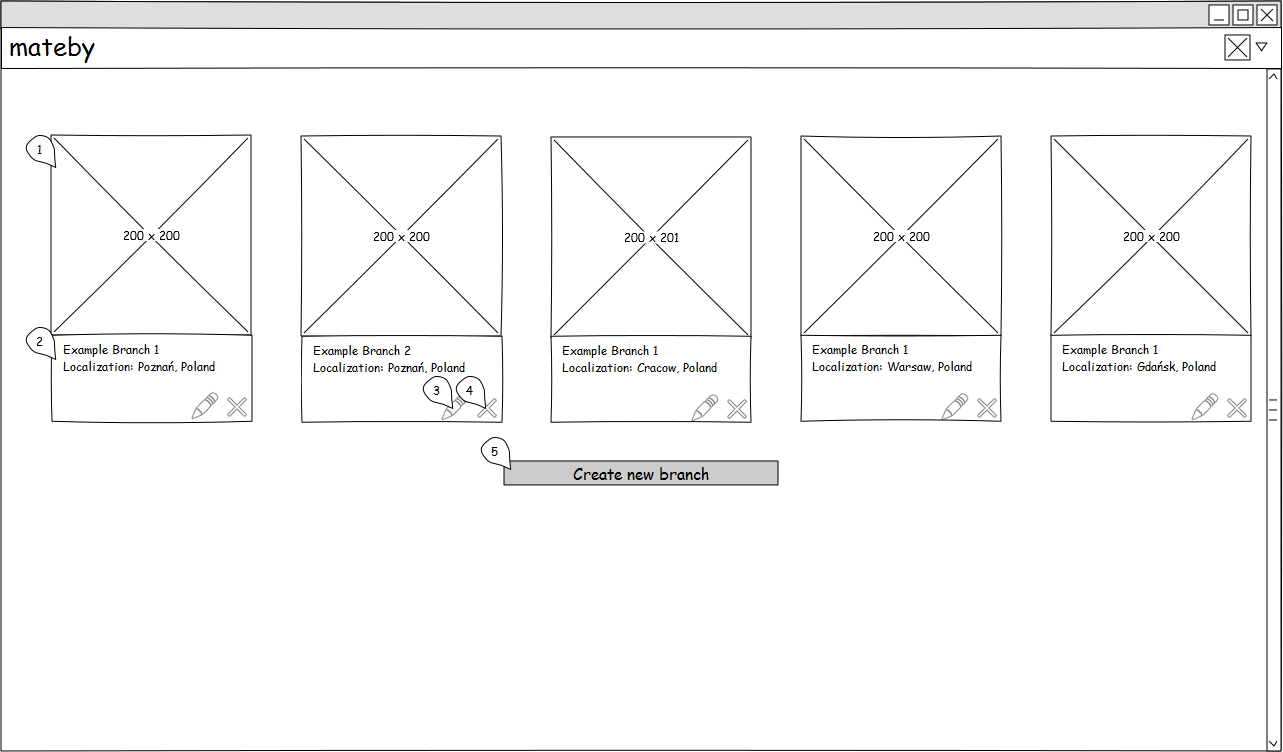 mateby
1
200 x 200
200 x 200
200 x 201
200 x 200
200 x 200
2
Example Branch 1
Localization: Poznań, Poland
Example Branch 2
Localization: Poznań, Poland
3
4
Example Branch 1
Localization: Cracow, Poland
Example Branch 1
Localization: Warsaw, Poland
Example Branch 1
Localization: Gdańsk, Poland
5
Create new branch